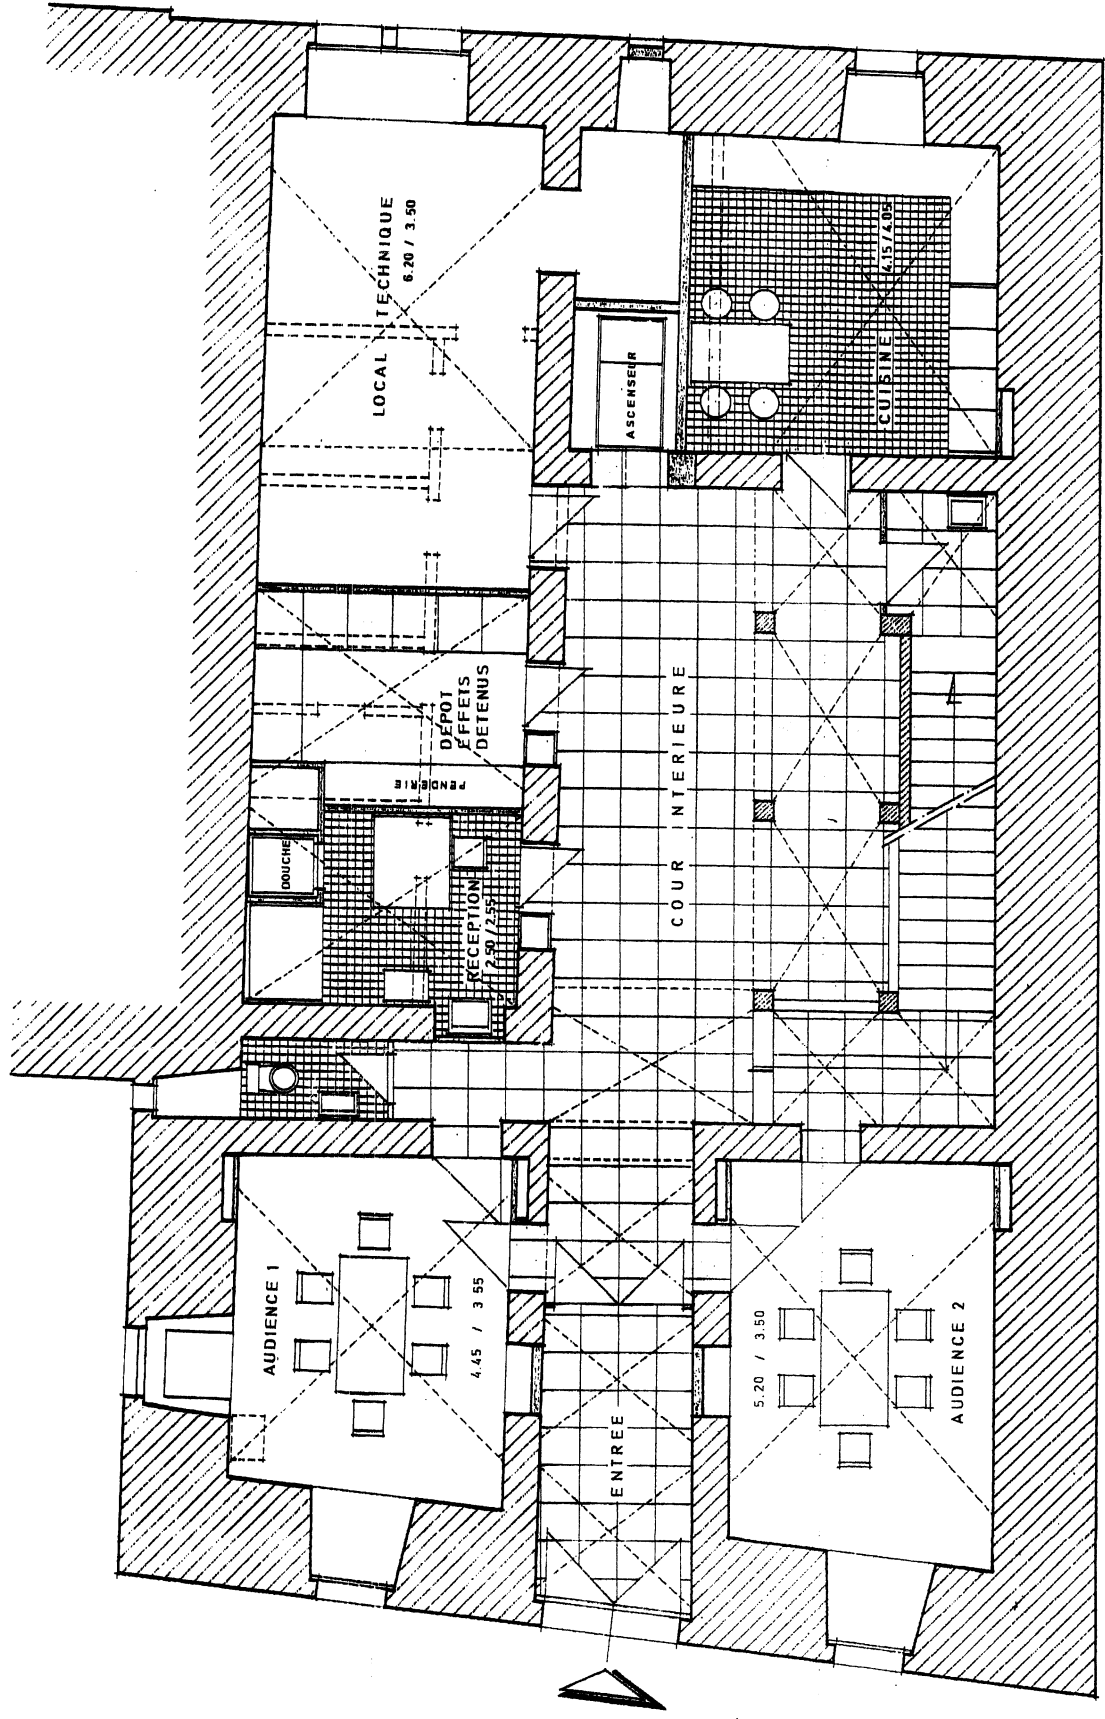 LOCAL TECHNIQUE
6.20 / 3.50
ASCENSEUR
CUISINE 4.15 / 4.05
DEPOT
EFFETS
DETENUS
PENDERIE
DOUCHE
RECEPTION
2.50 / 2.55
COUR INTERIEURE
AUDIENCE 1
4.45 / 3 55
ENTREE
5.20 / 3.50
AUDIENCE 2